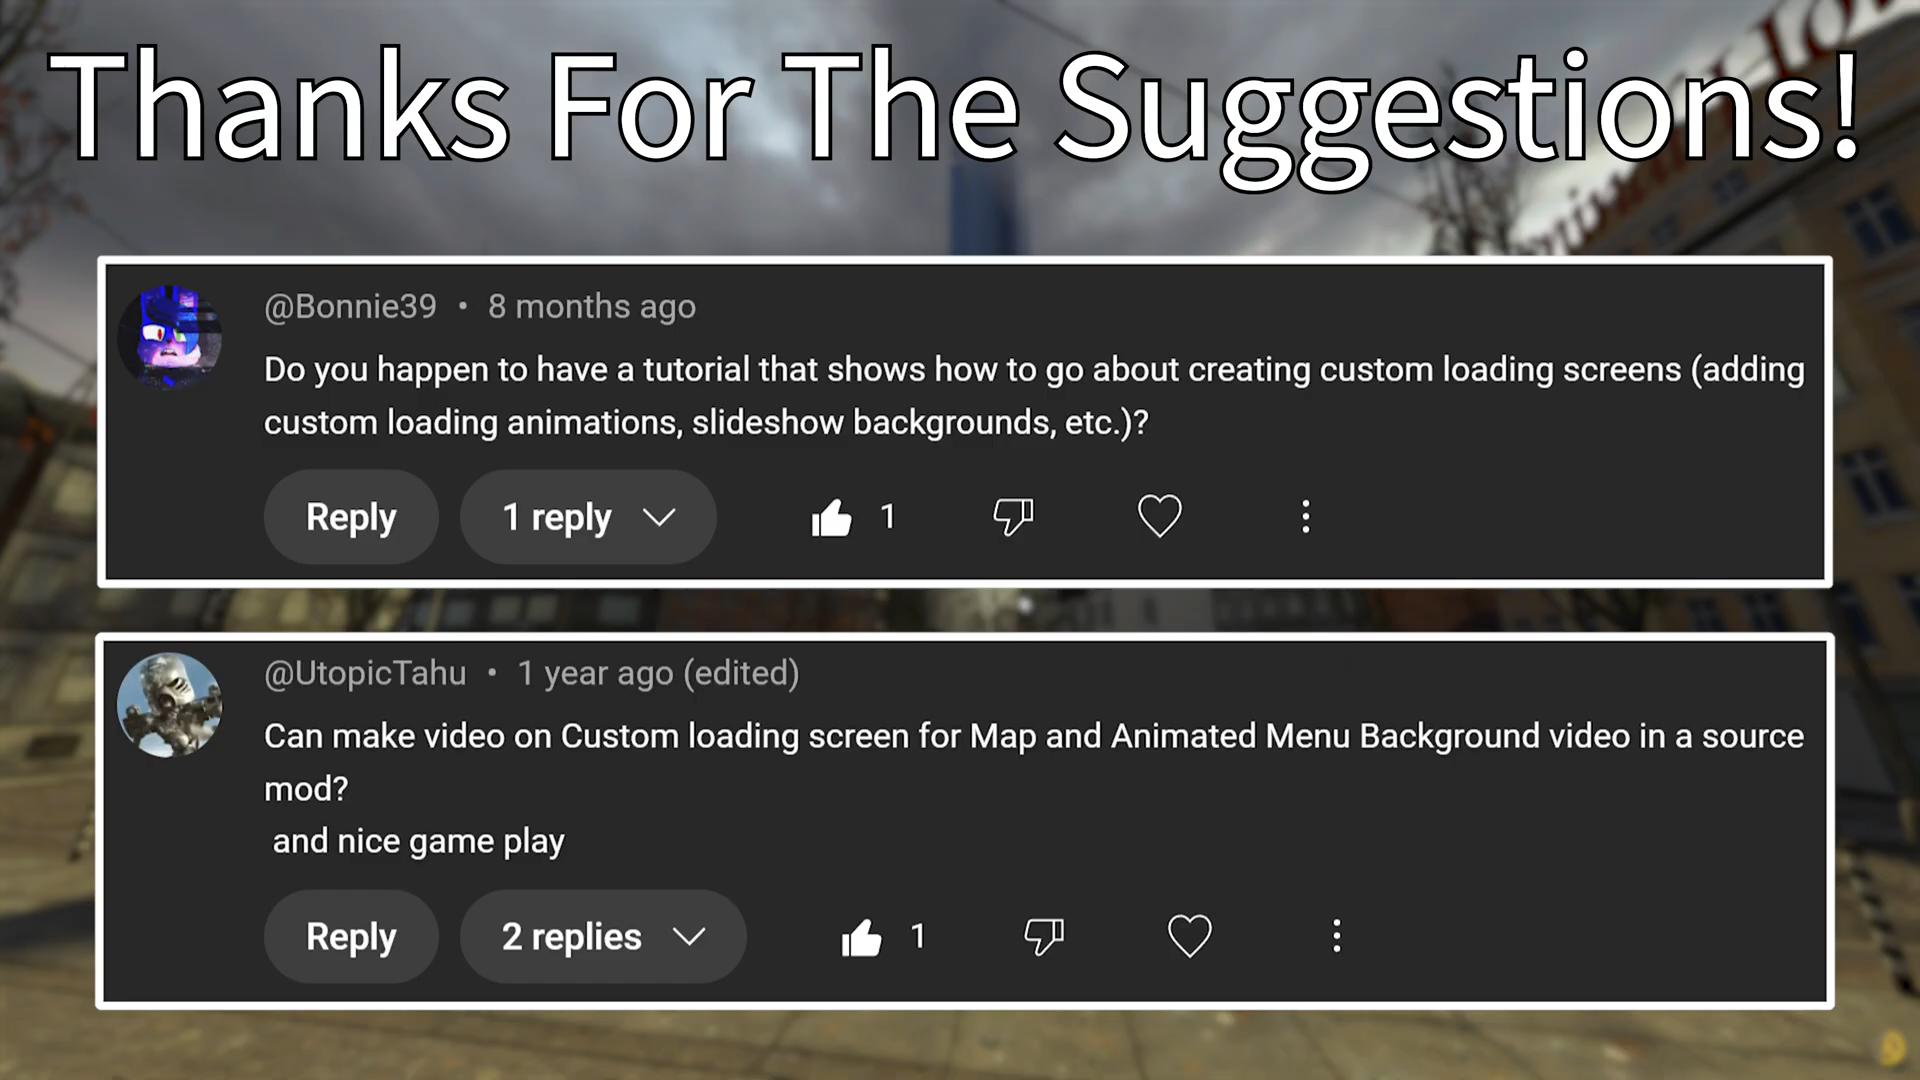 Thanks For The Suggestions!
@Bonnie39 • 8 months ago
Do you happen to have a tutorial that shows how to go about creating custom loading screens (adding
custom loading animations, slideshow backgrounds, etc.)?
Reply
1 reply
1
@UtopicTahu • 1 year ago (edited)
Can make video on Custom loading screen for Map and Animated Menu Background video in a source
mod?
and nice game play
Reply
2 replies
1